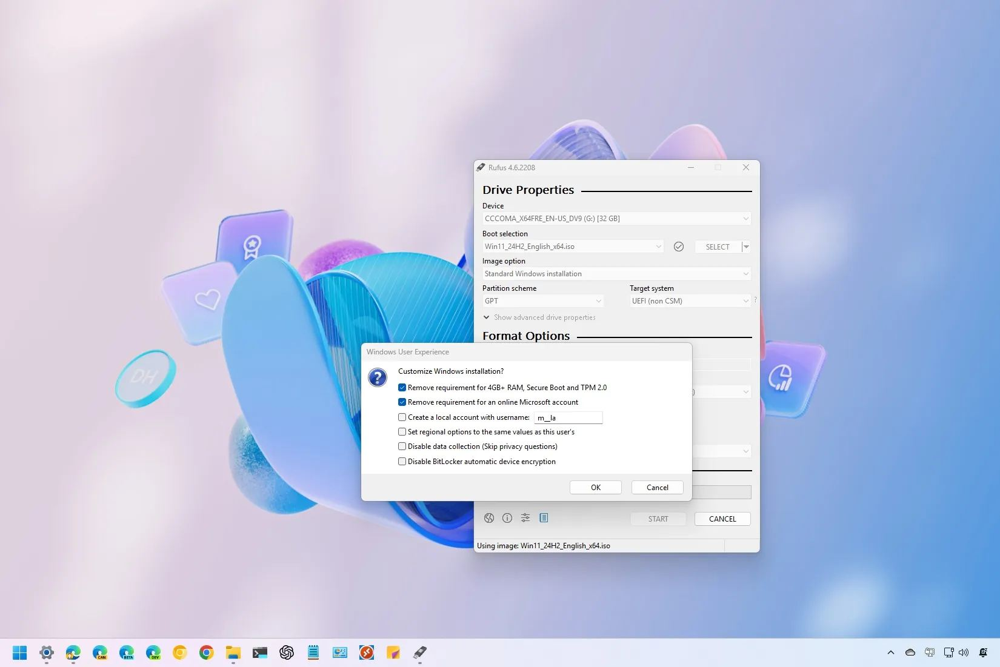 DH
Rufus 4.6.2208
Drive Properties
Device
CCCOMA_X64FRE_EN-US_DV9 (G:) [32 GB]
Boot selection
Win11_24H2_English_x64.iso
SELECT
Image option
Standard Windows installation
Partition scheme
Target system
GPT
UEFI (non CSM)
?
Show advanced drive properties
Format Options
Windows User Experience
?
Customize Windows installation?
Remove requirement for 4GB+ RAM, Secure Boot and TPM 2.0
Remove requirement for an online Microsoft account
Create a local account with username: m__la
Set regional options to the same values as this user's
Disable data collection (Skip privacy questions)
Disable BitLocker automatic device encryption
OK
Cancel
START
CANCEL
Using image: Win11_24H2_English_x64.iso
CAN
BETA
DEV